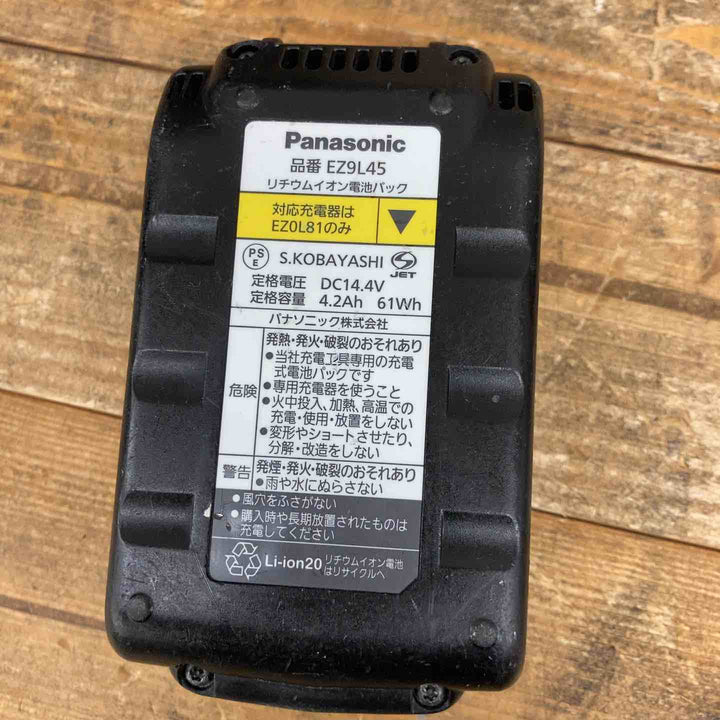 Panasonic
品番 EZ9L45
リチウムイオン電池パック
対応充電器は
EZ0L81のみ
PS
E
S.KOBAYASHI
S
JET
定格電圧 DC14.4V
定格容量 4.2Ah 61Wh
パナソニック株式会社
危険
発熱・発火・破裂のおそれあり
●当社充電工具専用の充電
式電池パックです
●専用充電器を使うこと
●火中投入、加熱、高温での
充電・使用・放置をしない
●変形やショートさせたり、
分解・改造をしない
警告
発煙・発火・破裂のおそれあり
●雨や水にぬらさない
●風穴をふさがない
●購入時や長期放置されたものは
充電してください
Li-ion20 リチウムイオン電池
はリサイクルへ